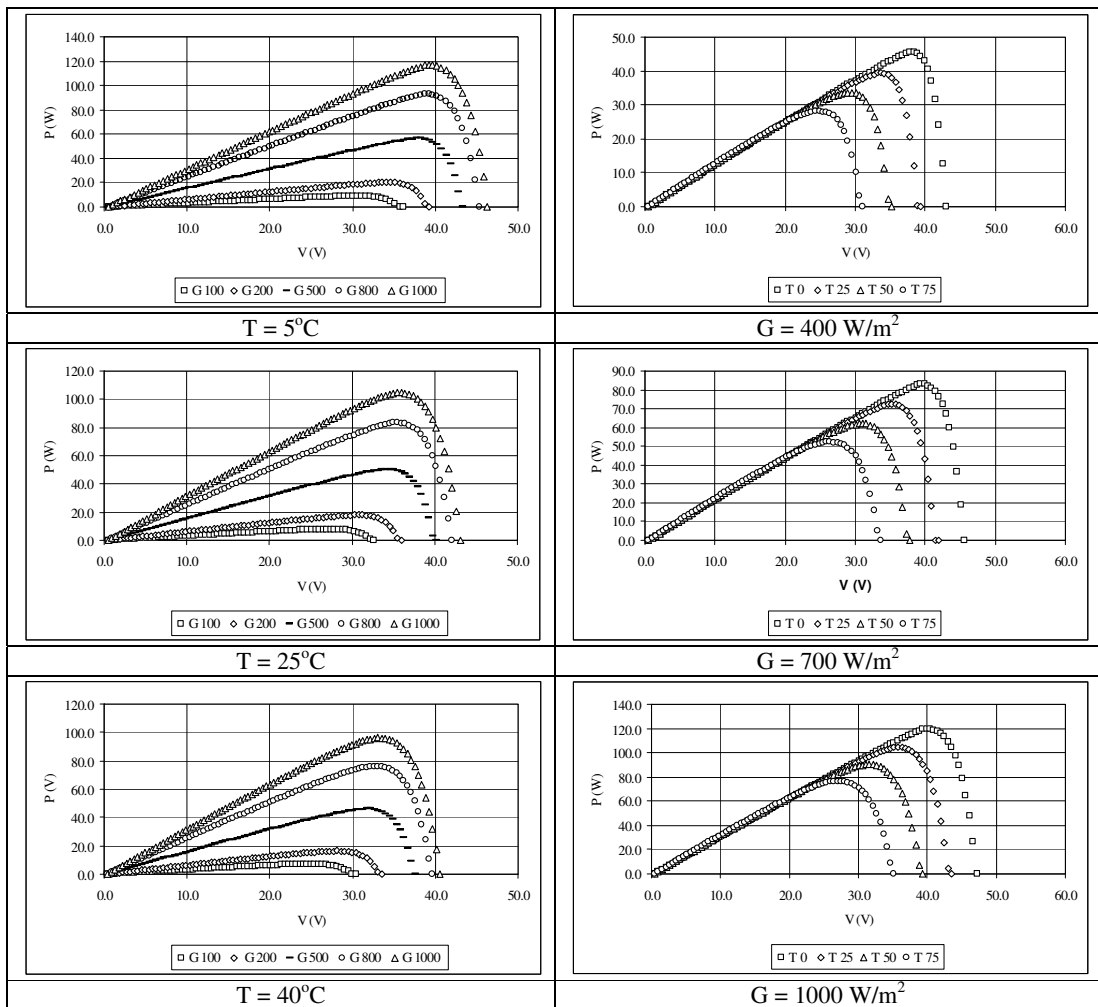 140.0
120.0
100.0
80.0
60.0
40.0
20.0
0.0
P (W)
0.0 10.0 20.0 30.0 40.0 50.0
V (V)
G 100 G 200 G 500 G 800 G 1000
T = 5°C
50.0
40.0
30.0
20.0
10.0
0.0
P (W)
0.0 10.0 20.0 30.0 40.0 50.0 60.0
V (V)
T 0 T 25 T 50 T 75
G = 400 W/m²
120.0
100.0
80.0
60.0
40.0
20.0
0.0
P (W)
0.0 10.0 20.0 30.0 40.0 50.0
V (V)
G 100 G 200 G 500 G 800 G 1000
T = 25°C
90.0
80.0
70.0
60.0
50.0
40.0
30.0
20.0
10.0
0.0
P (W)
0.0 10.0 20.0 30.0 40.0 50.0 60.0
V (V)
T 0 T 25 T 50 T 75
G = 700 W/m²
120.0
100.0
80.0
60.0
40.0
20.0
0.0
P (V)
0.0 10.0 20.0 30.0 40.0 50.0
V (V)
G 100 G 200 G 500 G 800 G 1000
T = 40°C
140.0
120.0
100.0
80.0
60.0
40.0
20.0
0.0
P (W)
0.0 10.0 20.0 30.0 40.0 50.0 60.0
V (V)
T 0 T 25 T 50 T 75
G = 1000 W/m²